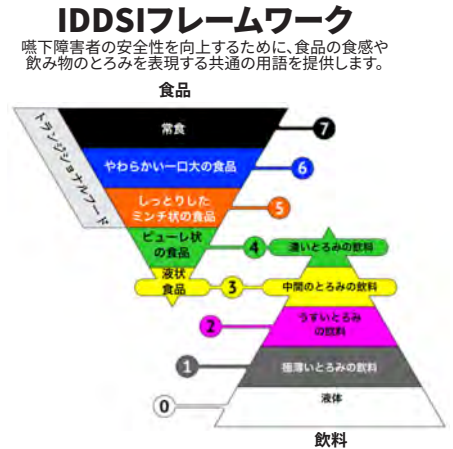 IDDSIフレームワーク
嚥下障害者の安全性を向上するために、食品の食感や
飲み物のとろみを表現する共通の用語を提供します。
食品
トランジショナルフード
常食
7
やわらかい一口大の食品
6
しっとりした
ミンチ状の食品
5
ピューレ状
の食品
4
濃いとろみの飲料
液状
食品
3
中間のとろみの飲料
2
うすいとろみ
の飲料
1
極薄いとろみの飲料
0
液体
飲料